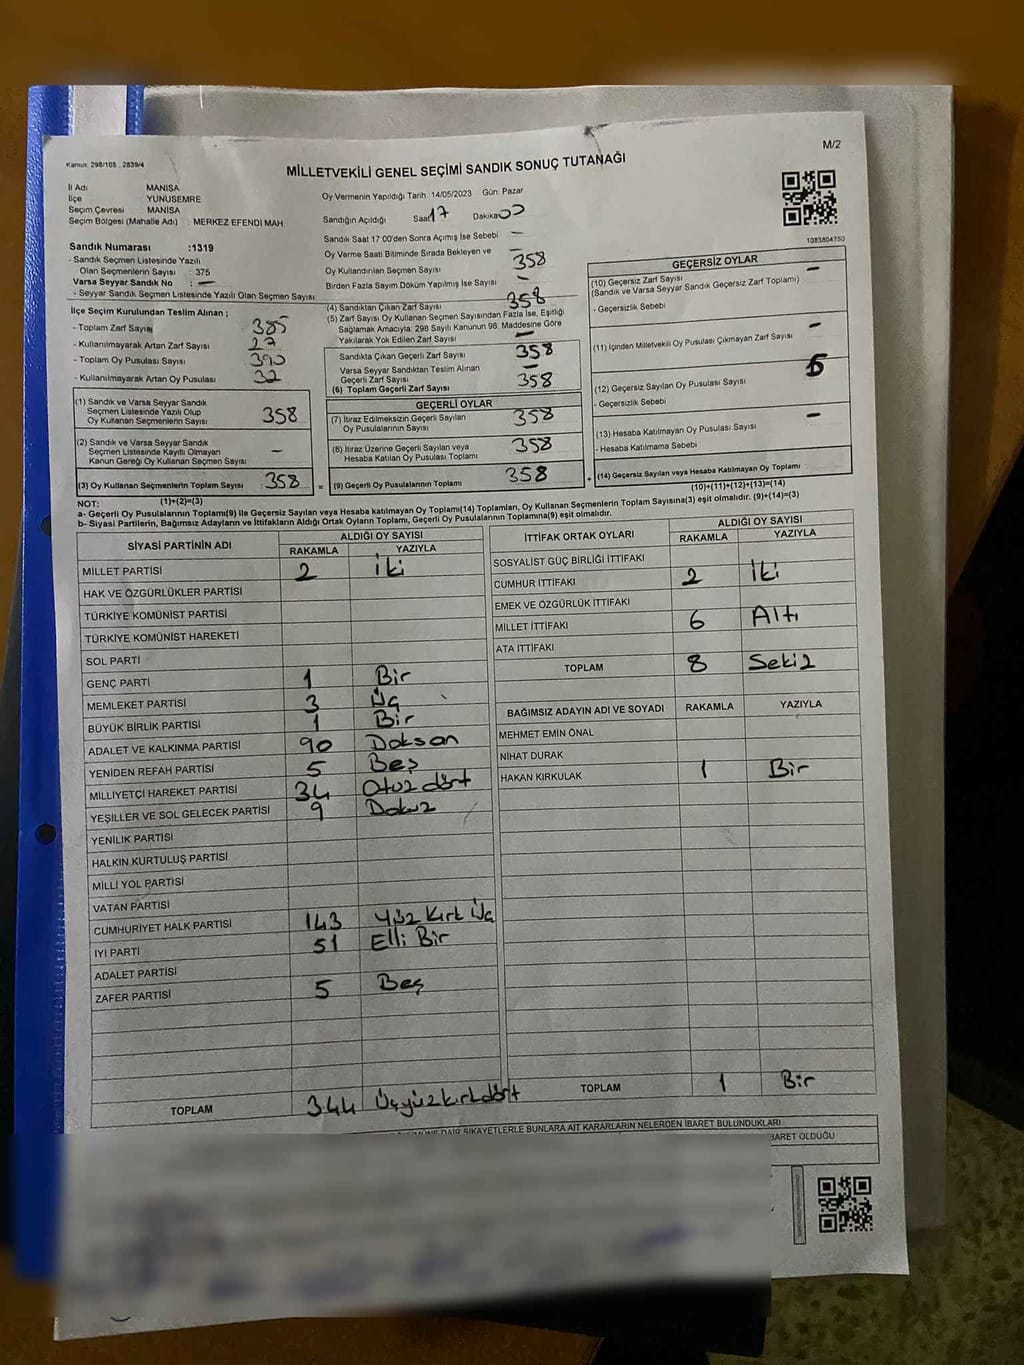 M/2
Kanun: 298/105 , 2839/4
MİLLETVEKİLİ GENEL SEÇİMİ SANDIK SONUÇ TUTANAĞI
İl Adı MANİSA
İlçe YUNUSEMRE
Seçim Çevresi MANİSA
Seçim Bölgesi (Mahalle Adı) MERKEZ EFENDİ MAH
Sandık Numarası :1319
- Sandık Seçmen Listesinde Yazılı
Olan Seçmenlerin Sayısı : 375
Varsa Seyyar Sandık No : —
- Seyyar Sandık Seçmen Listesinde Yazılı Olan Seçmen Sayısı:
İlçe Seçim Kurulundan Teslim Alınan ;
- Toplam Zarf Sayısı 385
- Kullanılmayarak Artan Zarf Sayısı 27
- Toplam Oy Pusulası Sayısı 390
- Kullanılmayarak Artan Oy Pusulası 32
(1) Sandık ve Varsa Seyyar Sandık
Seçmen Listesinde Yazılı Olup
Oy Kullanan Seçmenlerin Sayısı 358
(2) Sandık ve Varsa Seyyar Sandık
Seçmen Listesinde Kayıtlı Olmayan
Kanun Gereği Oy Kullanan Seçmen Sayısı —
(3) Oy Kullanan Seçmenlerin Toplam Sayısı 358
Oy Vermenin Yapıldığı Tarih 14/05/2023 Gün Pazar
Sandığın Açıldığı Saat 17 Dakika 00
Sandık Saat 17:00'den Sonra Açımış İse Sebebi —
Oy Verme Saati Bitiminde Sırada Bekleyen ve —
Oy Kullandırılan Seçmen Sayısı 358
Birden Fazla Sayım Döküm Yapılmış İse Sayısı —
(4) Sandıktan Çıkan Zarf Sayısı 358
(5) Zarf Sayısı Oy Kullanan Seçmen Sayısından Fazla İse, Eşitliği
Sağlamak Amacıyla, 298 Sayılı Kanunun 98. Maddesine Göre
Yakılarak Yok Edilen Zarf Sayısı —
Sandıkta Çıkan Geçerli Zarf Sayısı 358
Varsa Seyyar Sandıktan Teslim Alınan
Geçerli Zarf Sayısı —
(6) Toplam Geçerli Zarf Sayısı 358
GEÇERLİ OYLAR
(7) İtiraz Edilmeksizin Geçerli Sayılan
Oy Pusulalarının Sayısı 358
(8) İtiraz Üzerine Geçerli Sayılan veya
Hesaba Katılan Oy Pusulası Toplamı 358
= (9) Geçerli Oy Pusulalarının Toplamı 358
1083804750
GEÇERSİZ OYLAR
(10) Geçersiz Zarf Sayısı —
(Sandık ve Varsa Seyyar Sandık Geçersiz Zarf Toplamı)
- Geçersizlik Sebebi
(11) İçinden Milletvekili Oy Pusulası Çıkmayan Zarf Sayısı —
(12) Geçersiz Sayılan Oy Pusulası Sayısı
- Geçersizlik Sebebi
(13) Hesaba Katılmayan Oy Pusulası Sayısı —
- Hesaba Katılmama Sebebi
+ (14) Geçersiz Sayılan veya Hesaba Katılmayan Oy Toplamı
NOT: (1)+(2)=(3) (10)+(11)+(12)+(13)=(14)
a- Geçerli Oy Pusulalarının Toplamı(9) ile Geçersiz Sayılan veya Hesaba katılmayan Oy Toplamı(14) Toplamları, Oy Kullanan Seçmenlerin Toplam Sayısına(3) eşit olmalıdır. (9)+(14)=(3)
b- Siyasi Partilerin, Bağımsız Adayların ve İttifakların Aldığı Ortak Oyların Toplamı, Geçerli Oy Pusulalarının Toplamına(9) eşit olmalıdır.
SİYASİ PARTİNİN ADI ALDIĞI OY SAYISI
RAKAMLA YAZIYLA
MİLLET PARTİSİ 2 İki
HAK VE ÖZGÜRLÜKLER PARTİSİ
TÜRKİYE KOMÜNİST PARTİSİ
TÜRKİYE KOMÜNİST HAREKETİ
SOL PARTİ
GENÇ PARTİ 1 Bir
MEMLEKET PARTİSİ 3 Üç
BÜYÜK BİRLİK PARTİSİ 1 Bir
ADALET VE KALKINMA PARTİSİ 90 Doksan
YENİDEN REFAH PARTİSİ 5 Beş
MİLLİYETÇİ HAREKET PARTİSİ 34 Otuz dört
YEŞİLLER VE SOL GELECEK PARTİSİ 9 Dokuz
YENİLİK PARTİSİ
HALKIN KURTULUŞ PARTİSİ
MİLLİ YOL PARTİSİ
VATAN PARTİSİ
CUMHURİYET HALK PARTİSİ 143 Yüz Kırk Üç
İYİ PARTİ 51 Elli Bir
ADALET PARTİSİ
ZAFER PARTİSİ 5 Beş
TOPLAM 344 Üçyüzkırkdört
İTTİFAK ORTAK OYLARI ALDIĞI OY SAYISI
RAKAMLA YAZIYLA
SOSYALİST GÜÇ BİRLİĞİ İTTİFAKI
CUMHUR İTTİFAKI 2 İki
EMEK VE ÖZGÜRLÜK İTTİFAKI
MİLLET İTTİFAKI 6 Altı
ATA İTTİFAKI
TOPLAM 8 Sekiz
BAĞIMSIZ ADAYIN ADI VE SOYADI RAKAMLA YAZIYLA
MEHMET EMİN ÖNAL
NİHAT DURAK
HAKAN KIRKULAK 1 Bir
TOPLAM 1 Bir
DAİR ŞİKAYETLERLE BUNLARA AİT KARARLARIN NELERDEN İBARET BULUNDUKLARI
BARET OLDUĞU